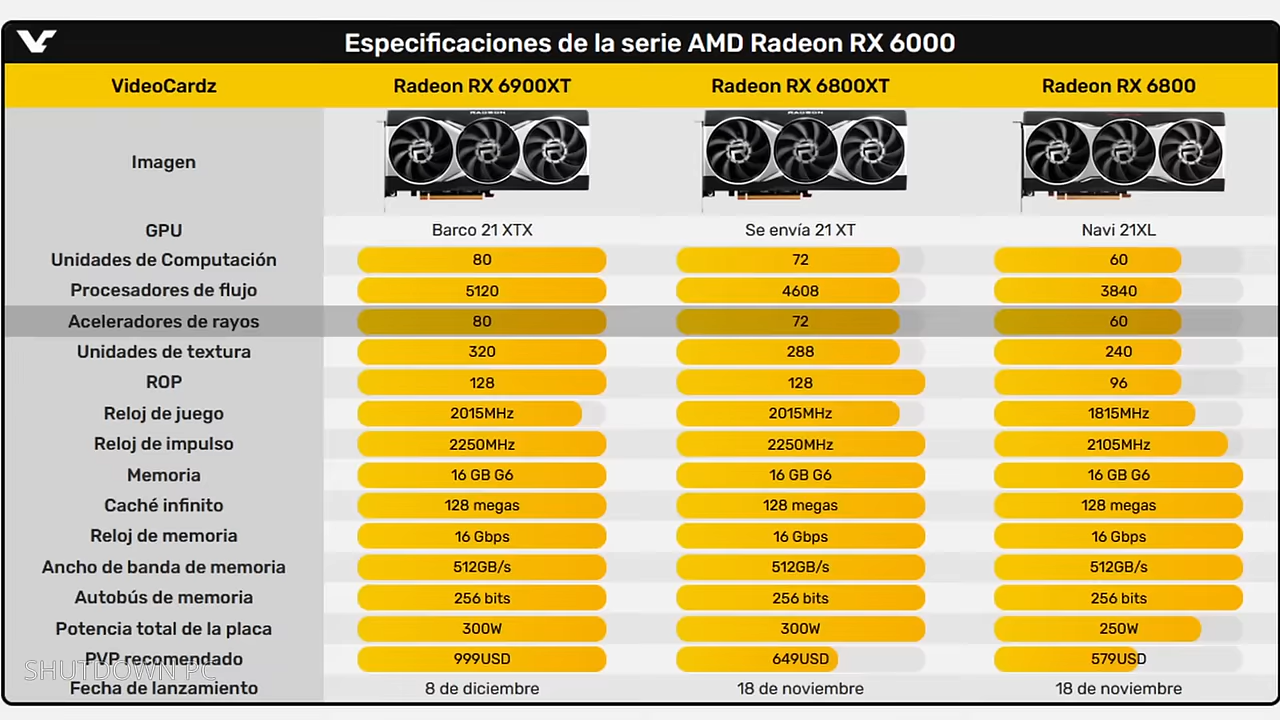 Especificaciones de la serie AMD Radeon RX 6000
VideoCardz Radeon RX 6900XT Radeon RX 6800XT Radeon RX 6800
Imagen
RADEON RADEON
GPU Barco 21 XTX Se envía 21 XT Navi 21XL
Unidades de Computación 80 72 60
Procesadores de flujo 5120 4608 3840
Aceleradores de rayos 80 72 60
Unidades de textura 320 288 240
ROP 128 128 96
Reloj de juego 2015MHz 2015MHz 1815MHz
Reloj de impulso 2250MHz 2250MHz 2105MHz
Memoria 16 GB G6 16 GB G6 16 GB G6
Caché infinito 128 megas 128 megas 128 megas
Reloj de memoria 16 Gbps 16 Gbps 16 Gbps
Ancho de banda de memoria 512GB/s 512GB/s 512GB/s
Autobús de memoria 256 bits 256 bits 256 bits
Potencia total de la placa 300W 300W 250W
PVP recomendado 999USD 649USD 579USD
SHUTDOWN PC
Fecha de lanzamiento 8 de diciembre 18 de noviembre 18 de noviembre